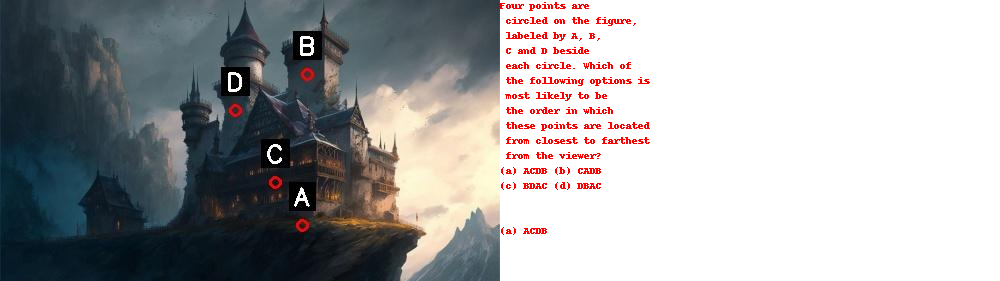 B
D
C
A
Four points are
circled on the figure,
labeled by A, B,
C and D beside
each circle. Which of
the following options is
most likely to be
the order in which
these points are located
from closest to farthest
from the viewer?
(a) ACDB (b) CADB
(c) BDAC (d) DBAC
(a) ACDB